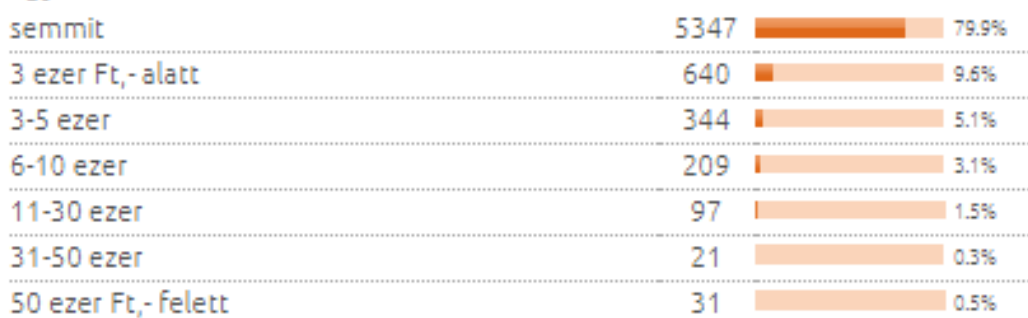 semmit 5347 79.9%
3 ezer Ft,- alatt 640 9.6%
3-5 ezer 344 5.1%
6-10 ezer 209 3.1%
11-30 ezer 97 1.5%
31-50 ezer 21 0.3%
50 ezer Ft,- felett 31 0.5%